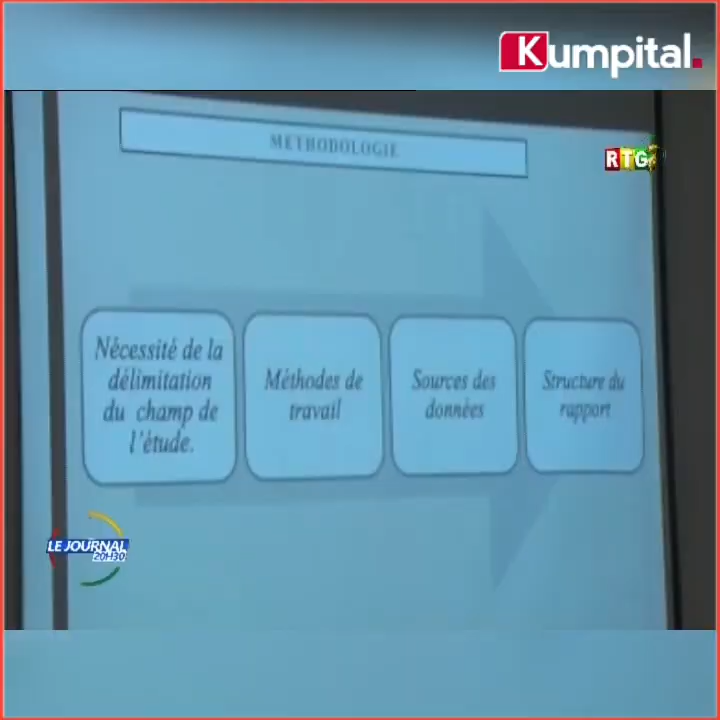 Kumpital.
METHODOLOGIE
RTG
Nécessité de la
délimitation
du champ de
l'étude.
Méthodes de
travail
Sources des
données
Structure du
rapport
LE JOURNAL
20H30